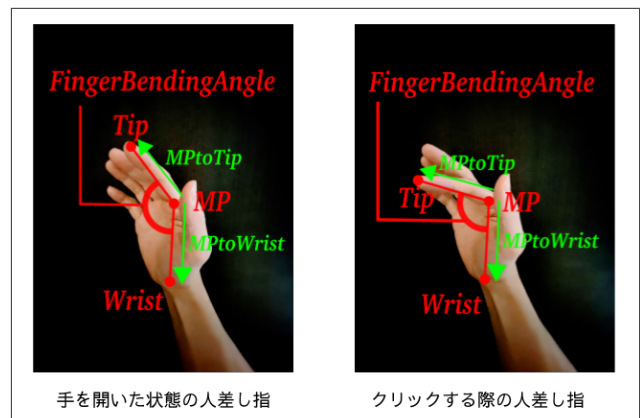 FingerBendingAngle
Tip
MPtoTip
MP
MPtoWrist
Wrist
手を開いた状態の人差し指
FingerBendingAngle
MPtoTip
Tip
MP
MPtoWrist
Wrist
クリックする際の人差し指